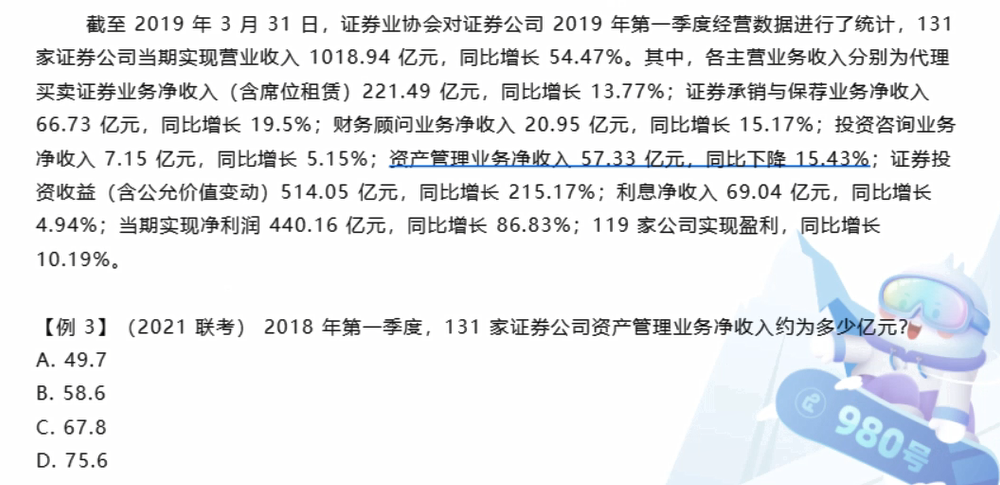 截至 2019 年 3 月 31 日，证券业协会对证券公司 2019 年第一季度经营数据进行了统计，131
家证券公司当期实现营业收入 1018.94 亿元，同比增长 54.47%。其中，各主营业务收入分别为代理
买卖证券业务净收入（含席位租赁）221.49 亿元，同比增长 13.77%；证券承销与保荐业务净收入
66.73 亿元，同比增长 19.5%；财务顾问业务净收入 20.95 亿元，同比增长 15.17%；投资咨询业务
净收入 7.15 亿元，同比增长 5.15%；资产管理业务净收入 57.33 亿元，同比下降 15.43%；证券投
资收益（含公允价值变动）514.05 亿元，同比增长 215.17%；利息净收入 69.04 亿元，同比增长
4.94%；当期实现净利润 440.16 亿元，同比增长 86.83%；119 家公司实现盈利，同比增长
10.19%。
【例 3】（2021 联考） 2018 年第一季度，131 家证券公司资产管理业务净收入约为多少亿元？
A. 49.7
B. 58.6
C. 67.8
D. 75.6
980号